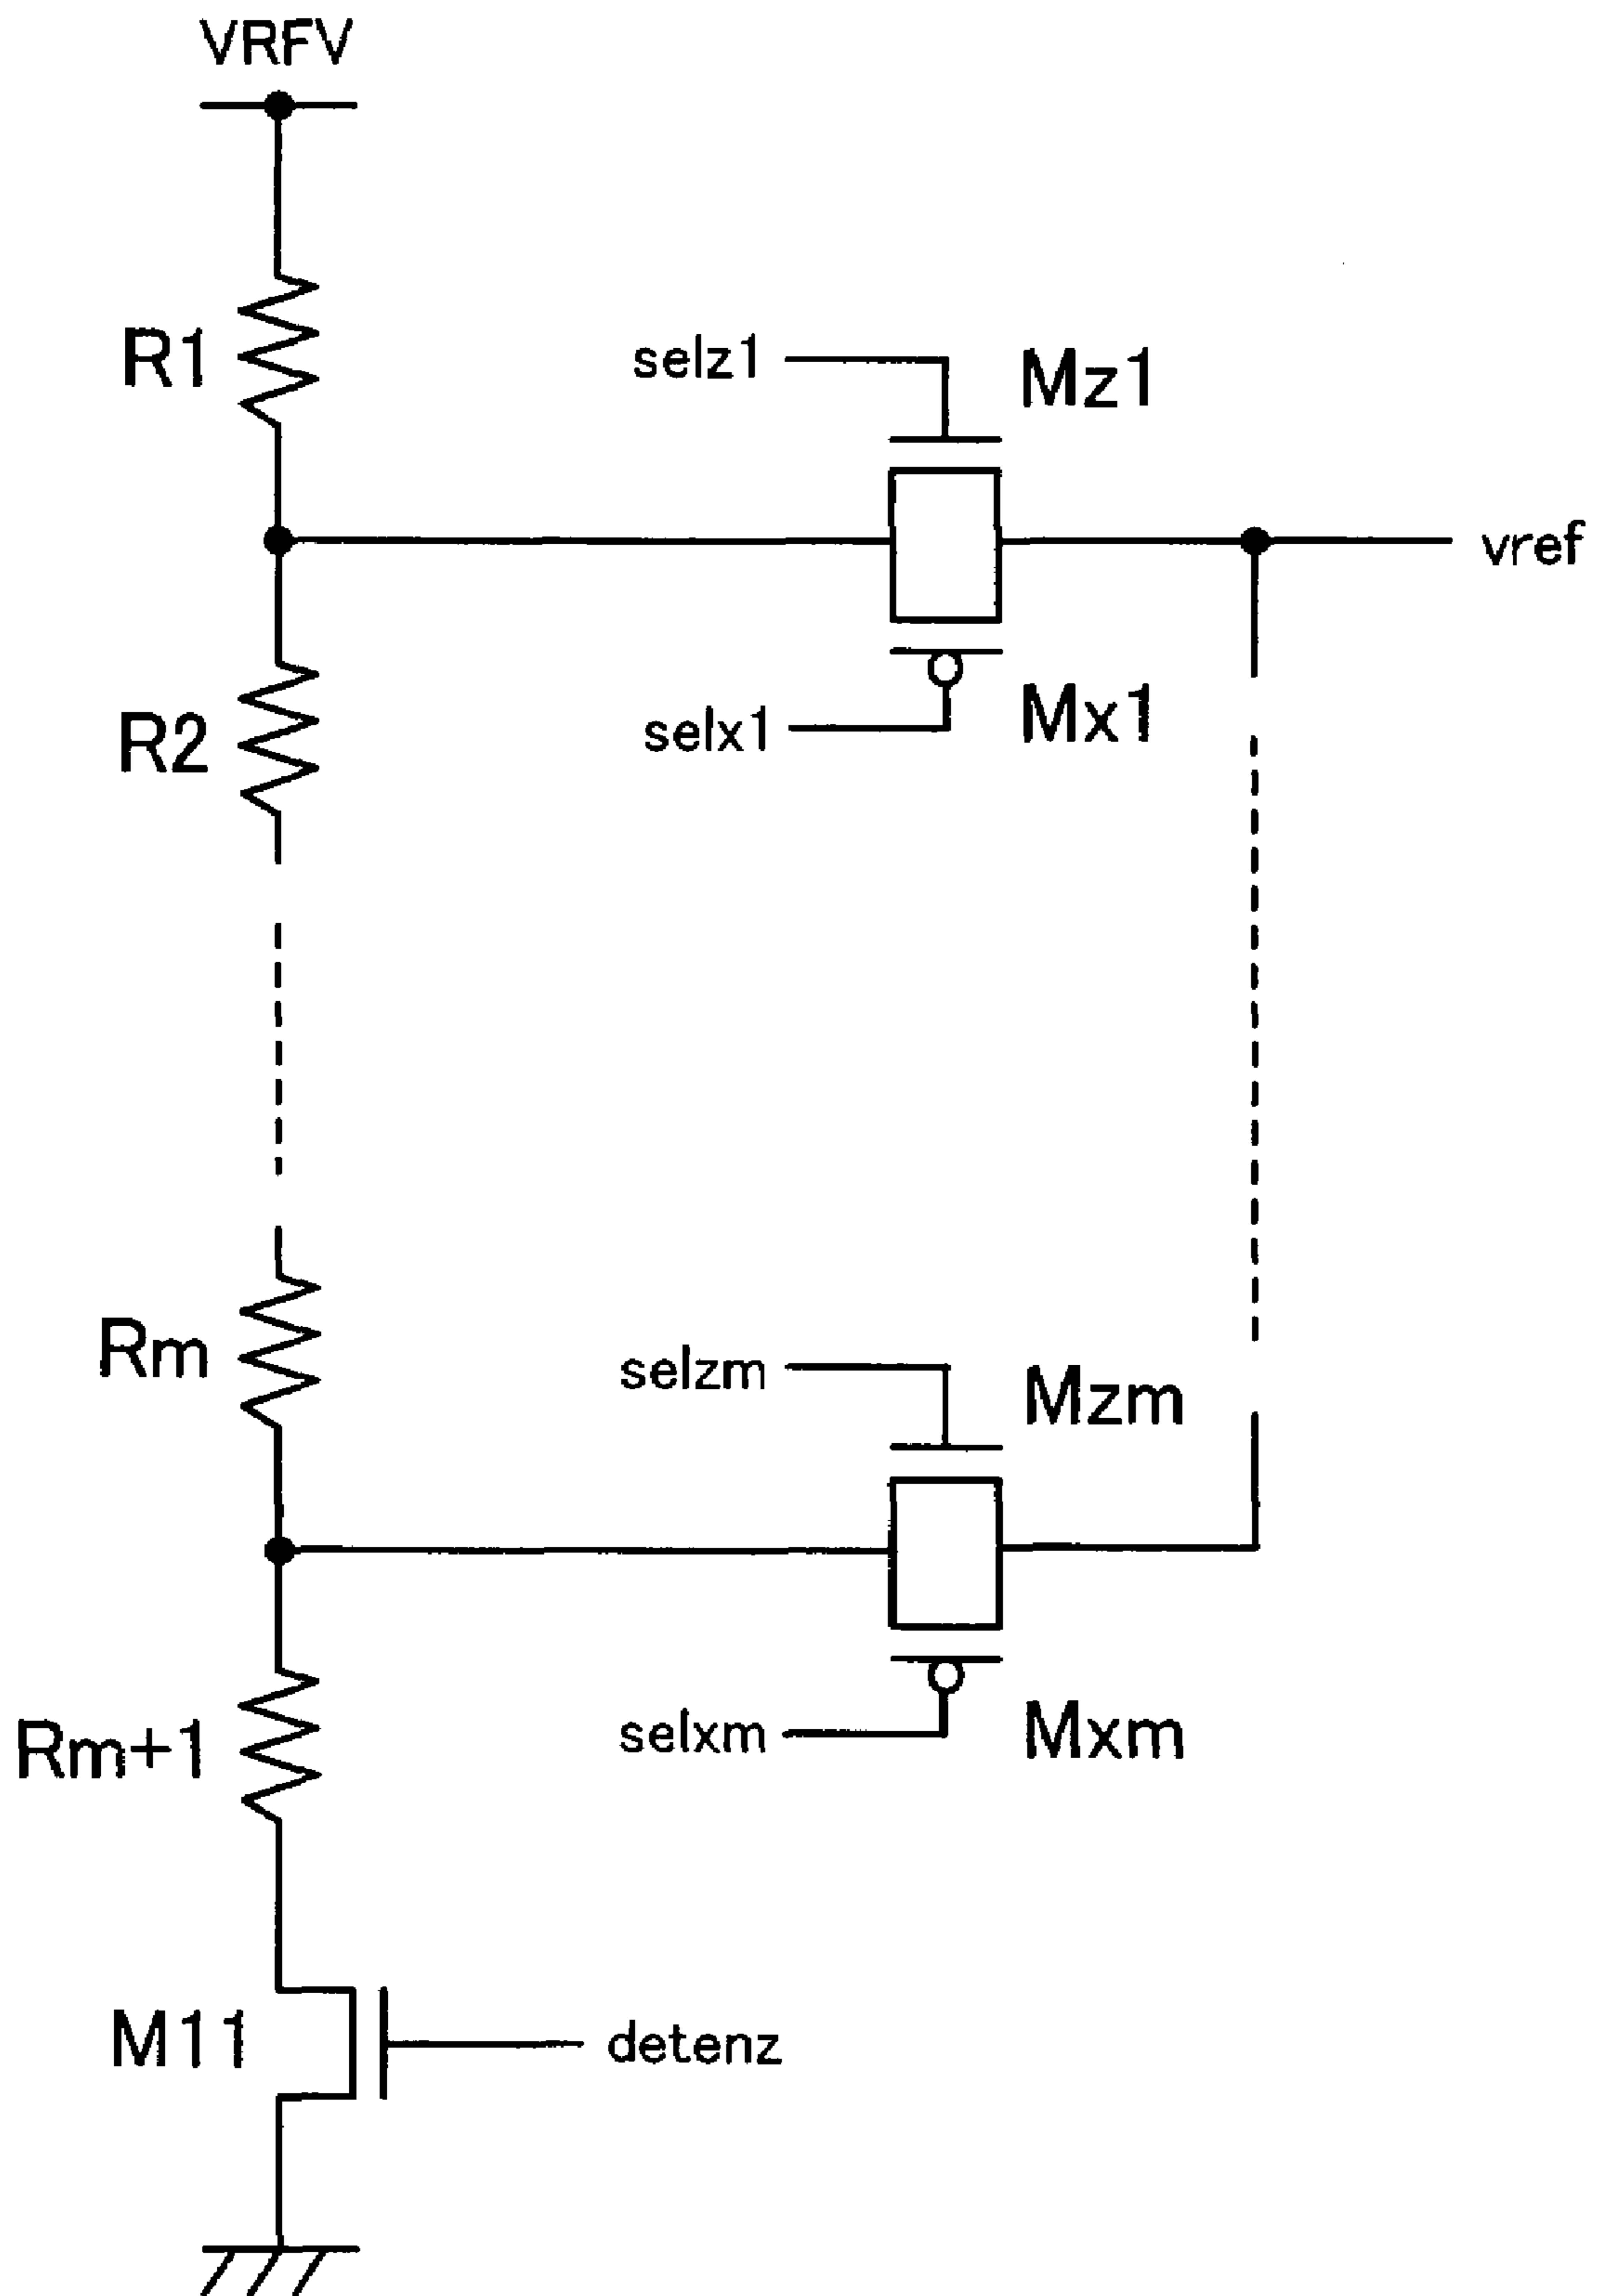 VRFV
R1
selz1
Mz1
vref
R2
selx1
Mx1
Rm
selzm
Mzm
Rm+1
selxm
Mxm
M11
detenz